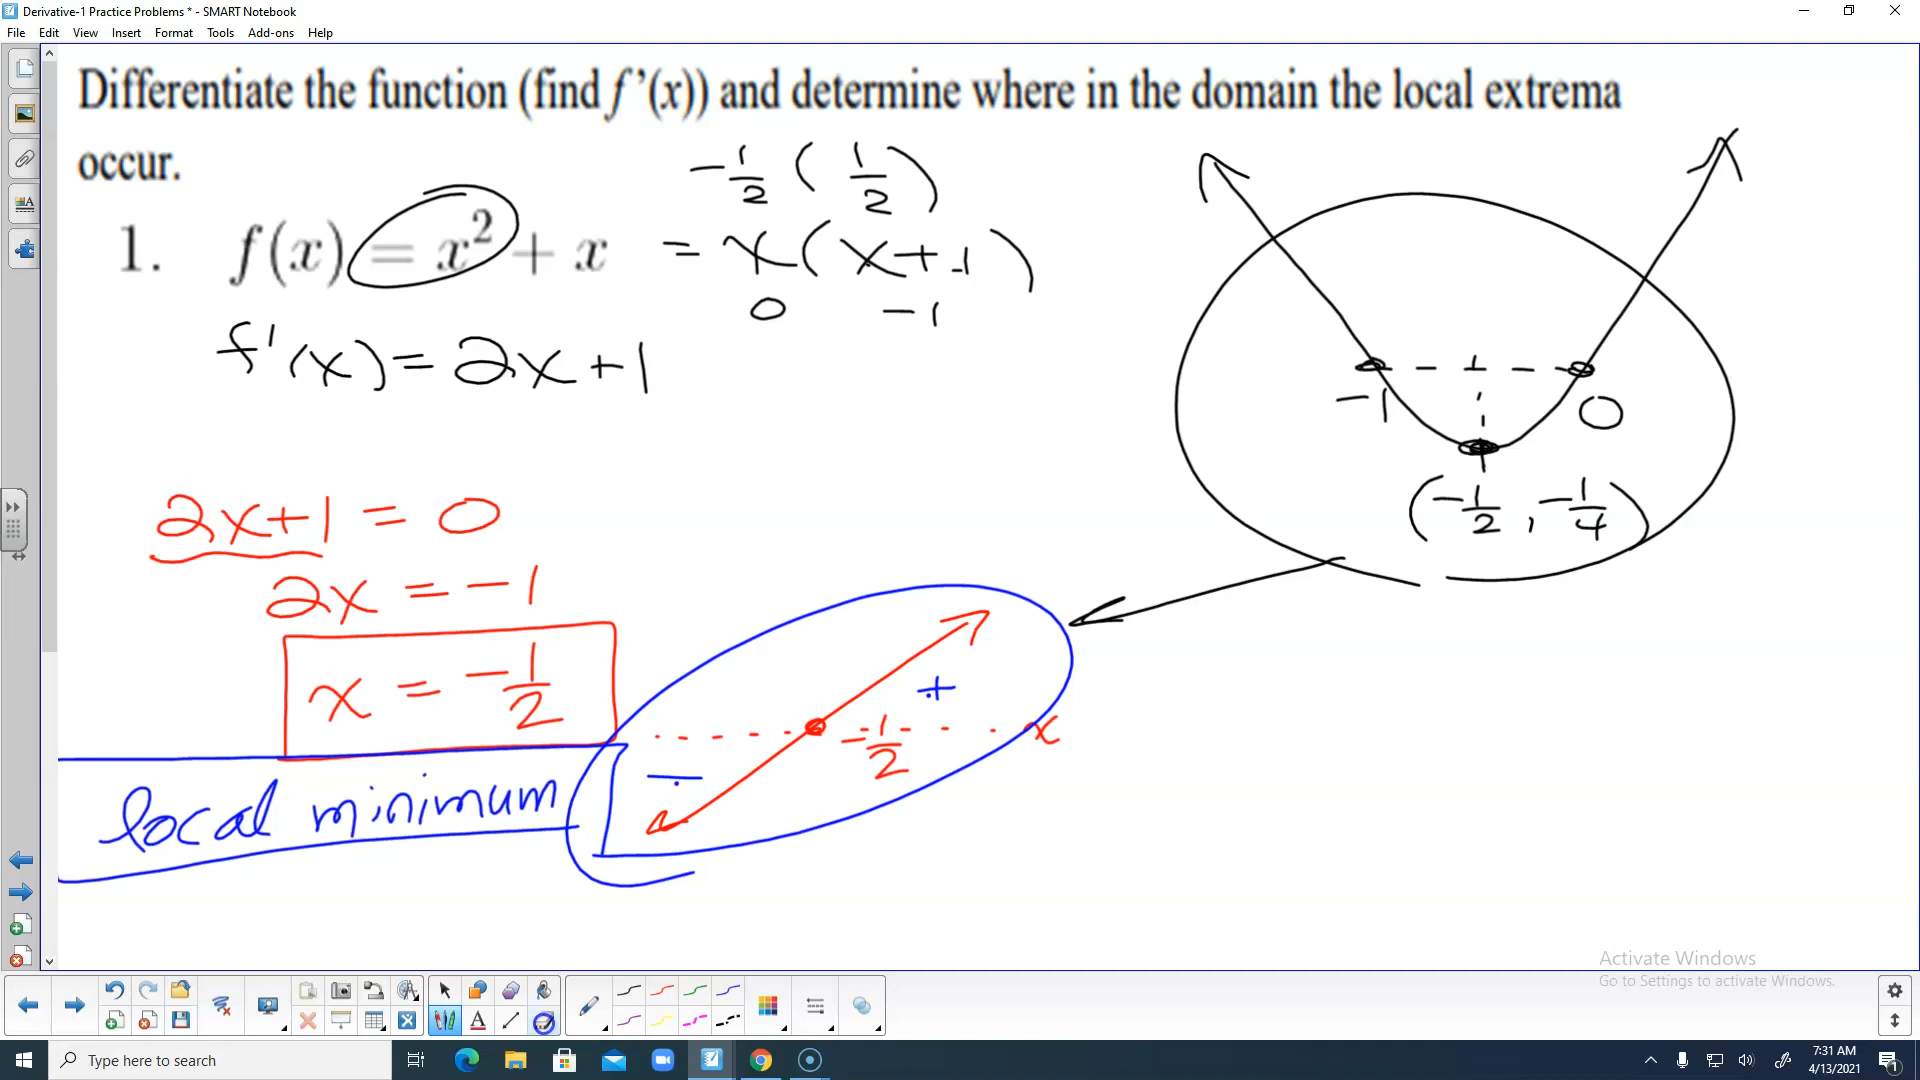 Derivative-1 Practice Problems * - SMART Notebook
File Edit View Insert Format Tools Add-ons Help
Differentiate the function (find f'(x)) and determine where in the domain the local extrema
occur.
-1/2 (1/2)
1. f(x) = x² + x = x(x+1)
0 -1
f'(x) = 2x+1
-1 0
(-1/2, -1/4)
2x+1 = 0
2x = -1
x = -1/2
+
-1/2 x
−
local minimum
Activate Windows
Go to Settings to activate Windows.
Type here to search
7:31 AM
4/13/2021
1